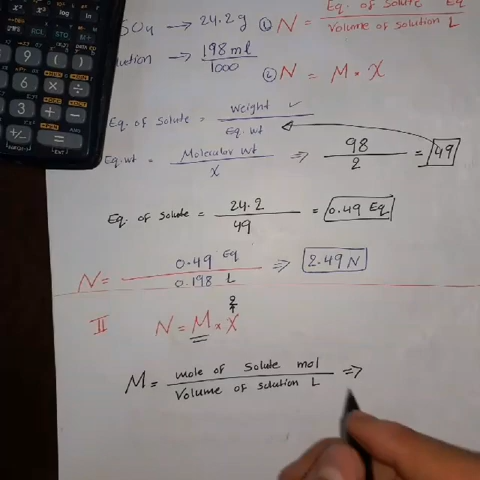 SO4 → 24.2 g ① N = Eq. of solute Eq / Volume of Solution L
→ 198 ml / 1000
② N = M * X
Eq. of Solute = weight ✓ / Eq. wt
Eq. wt = Molecular wt / X ⇒ 98 / 2 = 49
Eq. of Solute = 24.2 / 49 = 0.49 Eq
N = 0.49 Eq / 0.198 L ⇒ 2.49 N
2
II N = M × X
M = mole of Solute mol / Volume of Solution L ⇒